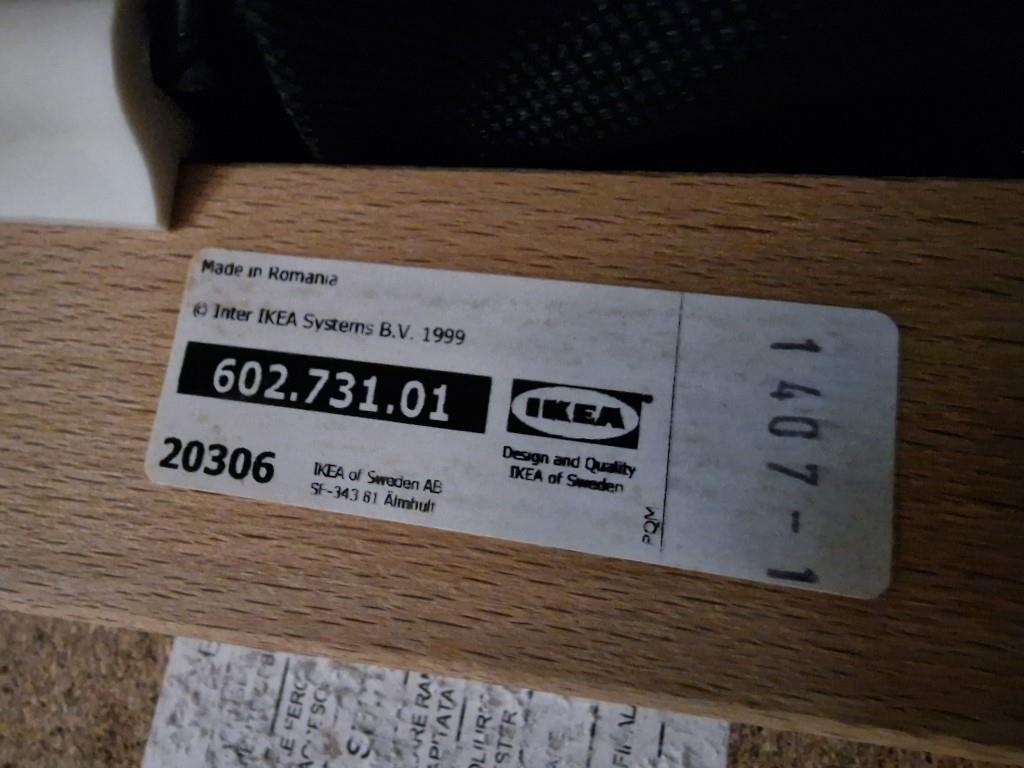 Made in Romania
© Inter IKEA Systems B.V. 1999
602.731.01
IKEA®
Design and Quality
IKEA of Sweden
20306
IKEA of Sweden AB
SE-343 81 Älmhult
PQM
1407-1